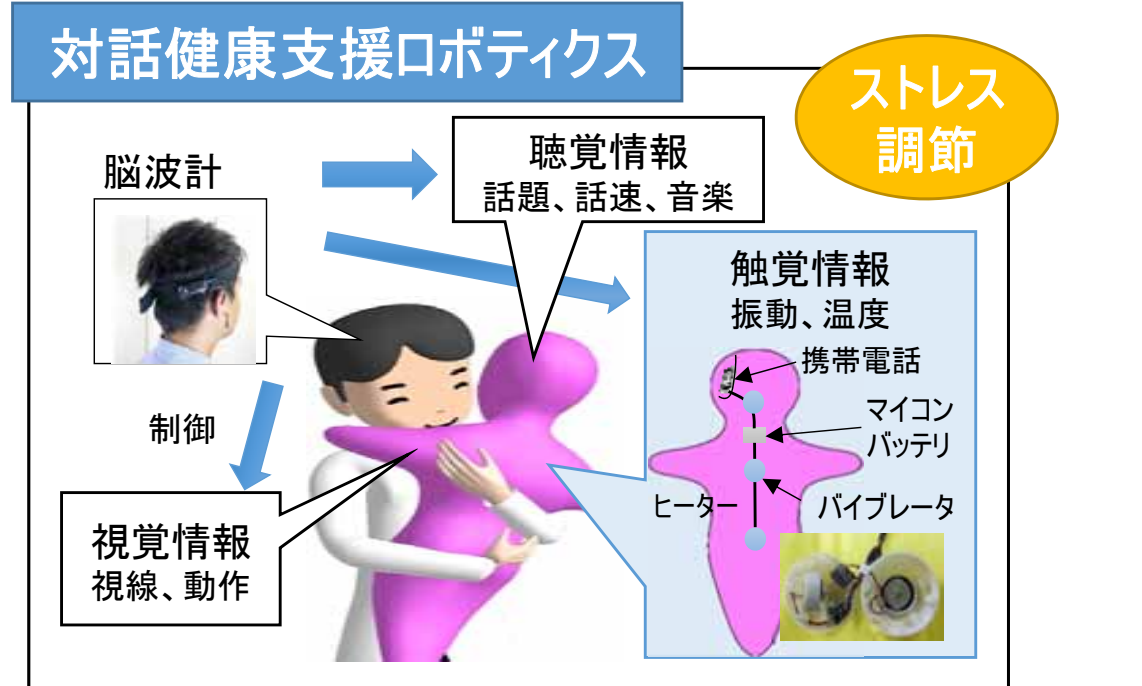 対話健康支援ロボティクス
ストレス
調節
脳波計
聴覚情報
話題、話速、音楽
触覚情報
振動、温度
携帯電話
マイコン
バッテリ
制御
ヒーター
バイブレータ
視覚情報
視線、動作